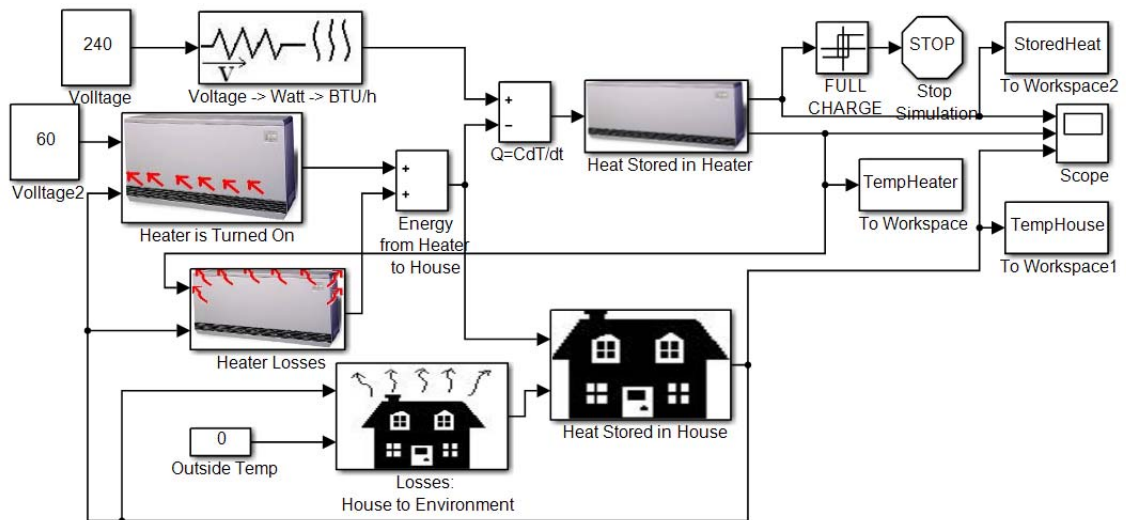 240
Volltage
V
Voltage -> Watt -> BTU/h
60
Volltage2
Heater is Turned On
+
+
Energy
from Heater
to House
+
−
Q=CdT/dt
Heat Stored in Heater
FULL
CHARGE
STOP
Stop
Simulation
StoredHeat
To Workspace2
Scope
TempHeater
To Workspace
TempHouse
To Workspace1
Heater Losses
0
Outside Temp
Losses:
House to Environment
Heat Stored in House